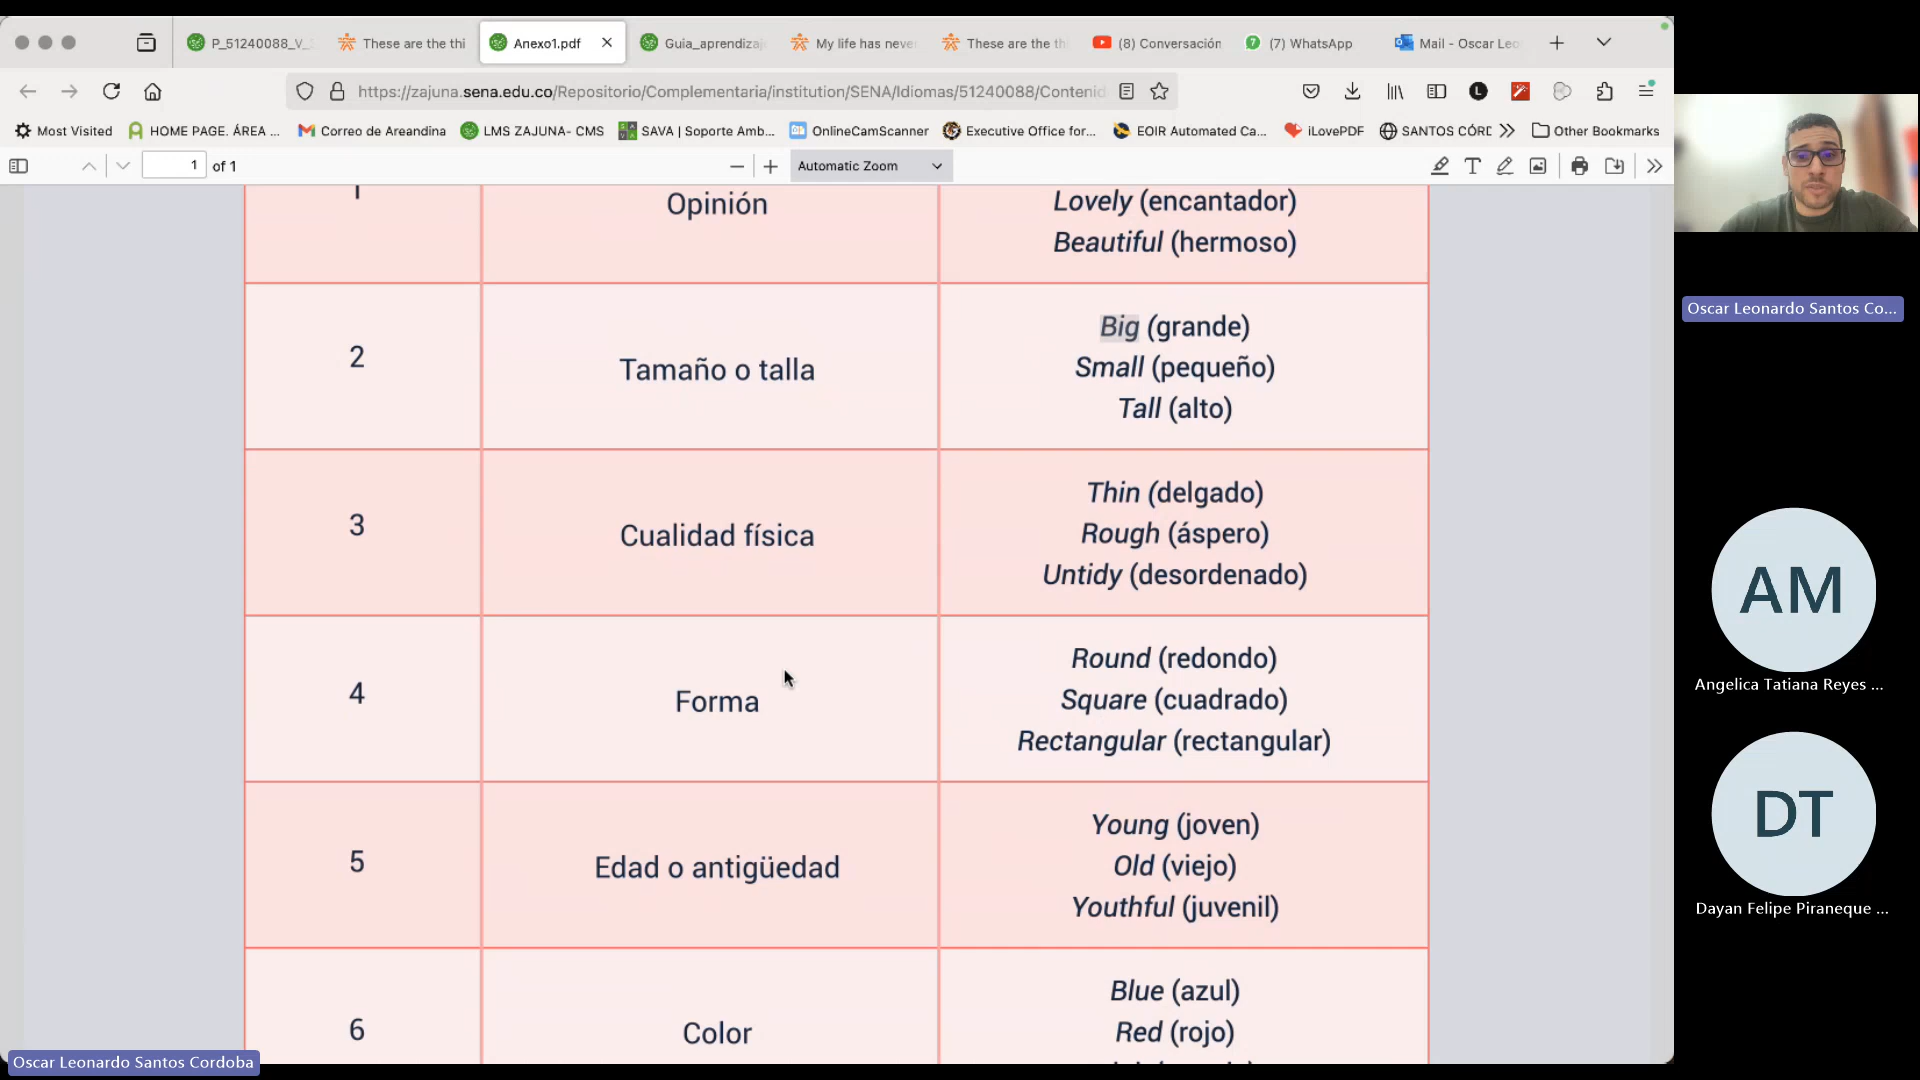 P_51240088_V_
These are the thi
Anexo1.pdf
Guia_aprendizaj
My life has neve
These are the thi
(8) Conversación
(7) WhatsApp
Mail - Oscar Leo
https://zajuna.sena.edu.co/Repositorio/Complementaria/institution/SENA/Idiomas/51240088/Contenid
Most Visited
HOME PAGE. ÁREA ...
Correo de Areandina
LMS ZAJUNA- CMS
SAVA | Soporte Amb...
OnlineCamScanner
Executive Office for...
EOIR Automated Ca...
iLovePDF
SANTOS CÓRD
Other Bookmarks
1 of 1
Automatic Zoom
1
Opinión
Lovely (encantador)
Beautiful (hermoso)
2
Tamaño o talla
Big (grande)
Small (pequeño)
Tall (alto)
3
Cualidad física
Thin (delgado)
Rough (áspero)
Untidy (desordenado)
4
Forma
Round (redondo)
Square (cuadrado)
Rectangular (rectangular)
5
Edad o antigüedad
Young (joven)
Old (viejo)
Youthful (juvenil)
6
Color
Blue (azul)
Red (rojo)
Oscar Leonardo Santos Cordoba
Oscar Leonardo Santos Co...
AM
Angelica Tatiana Reyes ...
DT
Dayan Felipe Piraneque ...